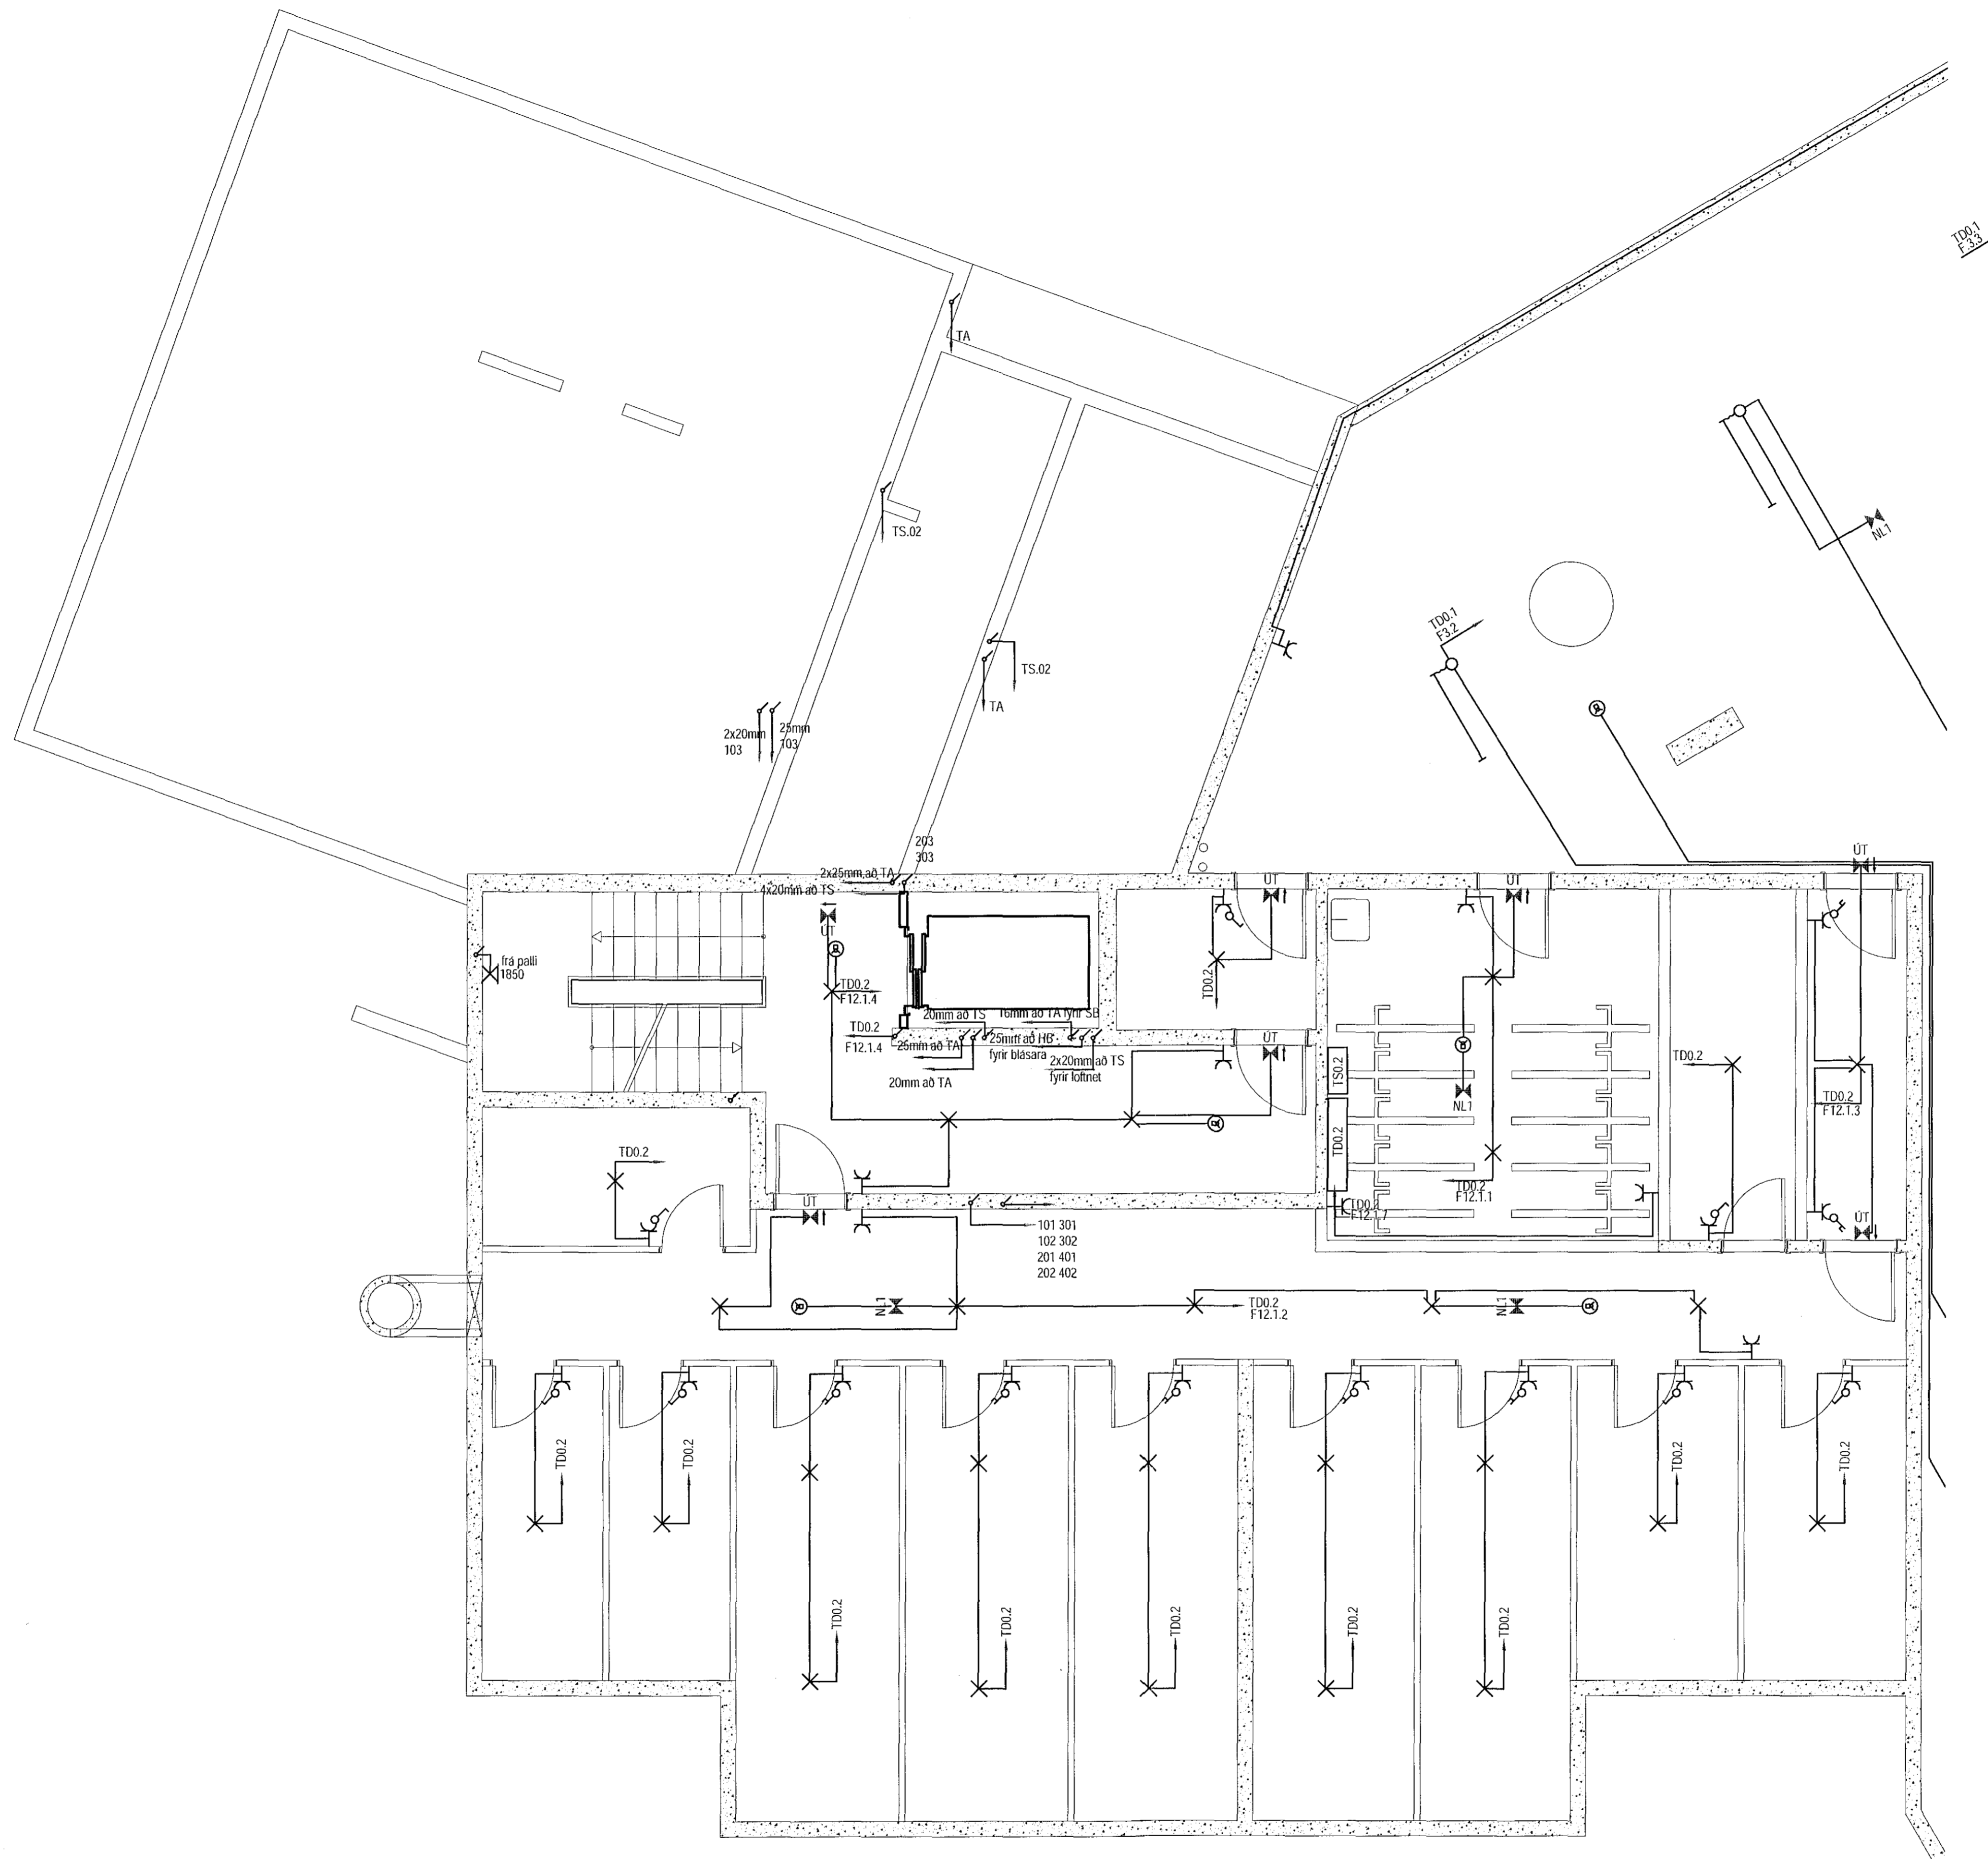 TD0.1
F.3.3
TA
NL1
TS.02
TD0.1
F3.2
TS.02
TA
2x20mm
103
25mm
103
203
303
2x25mm að TA
4x20mm að TS
ÚT
ÚT
ÚT
ÚT
frá palli
1850
TD0.2
F12.1.4
TD0.2
TD0.2
F12.1.4
20mm að TS
16mm að TA fyrir SB
25mm að TA
25mm að HB
fyrir blásara
20mm að TA
2x20mm að TS
fyrir loftnet
ÚT
TS0.2
TD0.2
NL1
TD0.2
TD0.2
F12.1.3
TD0.2
TD0.2
F12.1.1
TD0.2
F12.1.7
ÚT
ÚT
101 301
102 302
201 401
202 402
NL1
TD0.2
F12.1.2
NL1
TD0.2
TD0.2
TD0.2
TD0.2
TD0.2
TD0.2
TD0.2
TD0.2
TD0.2